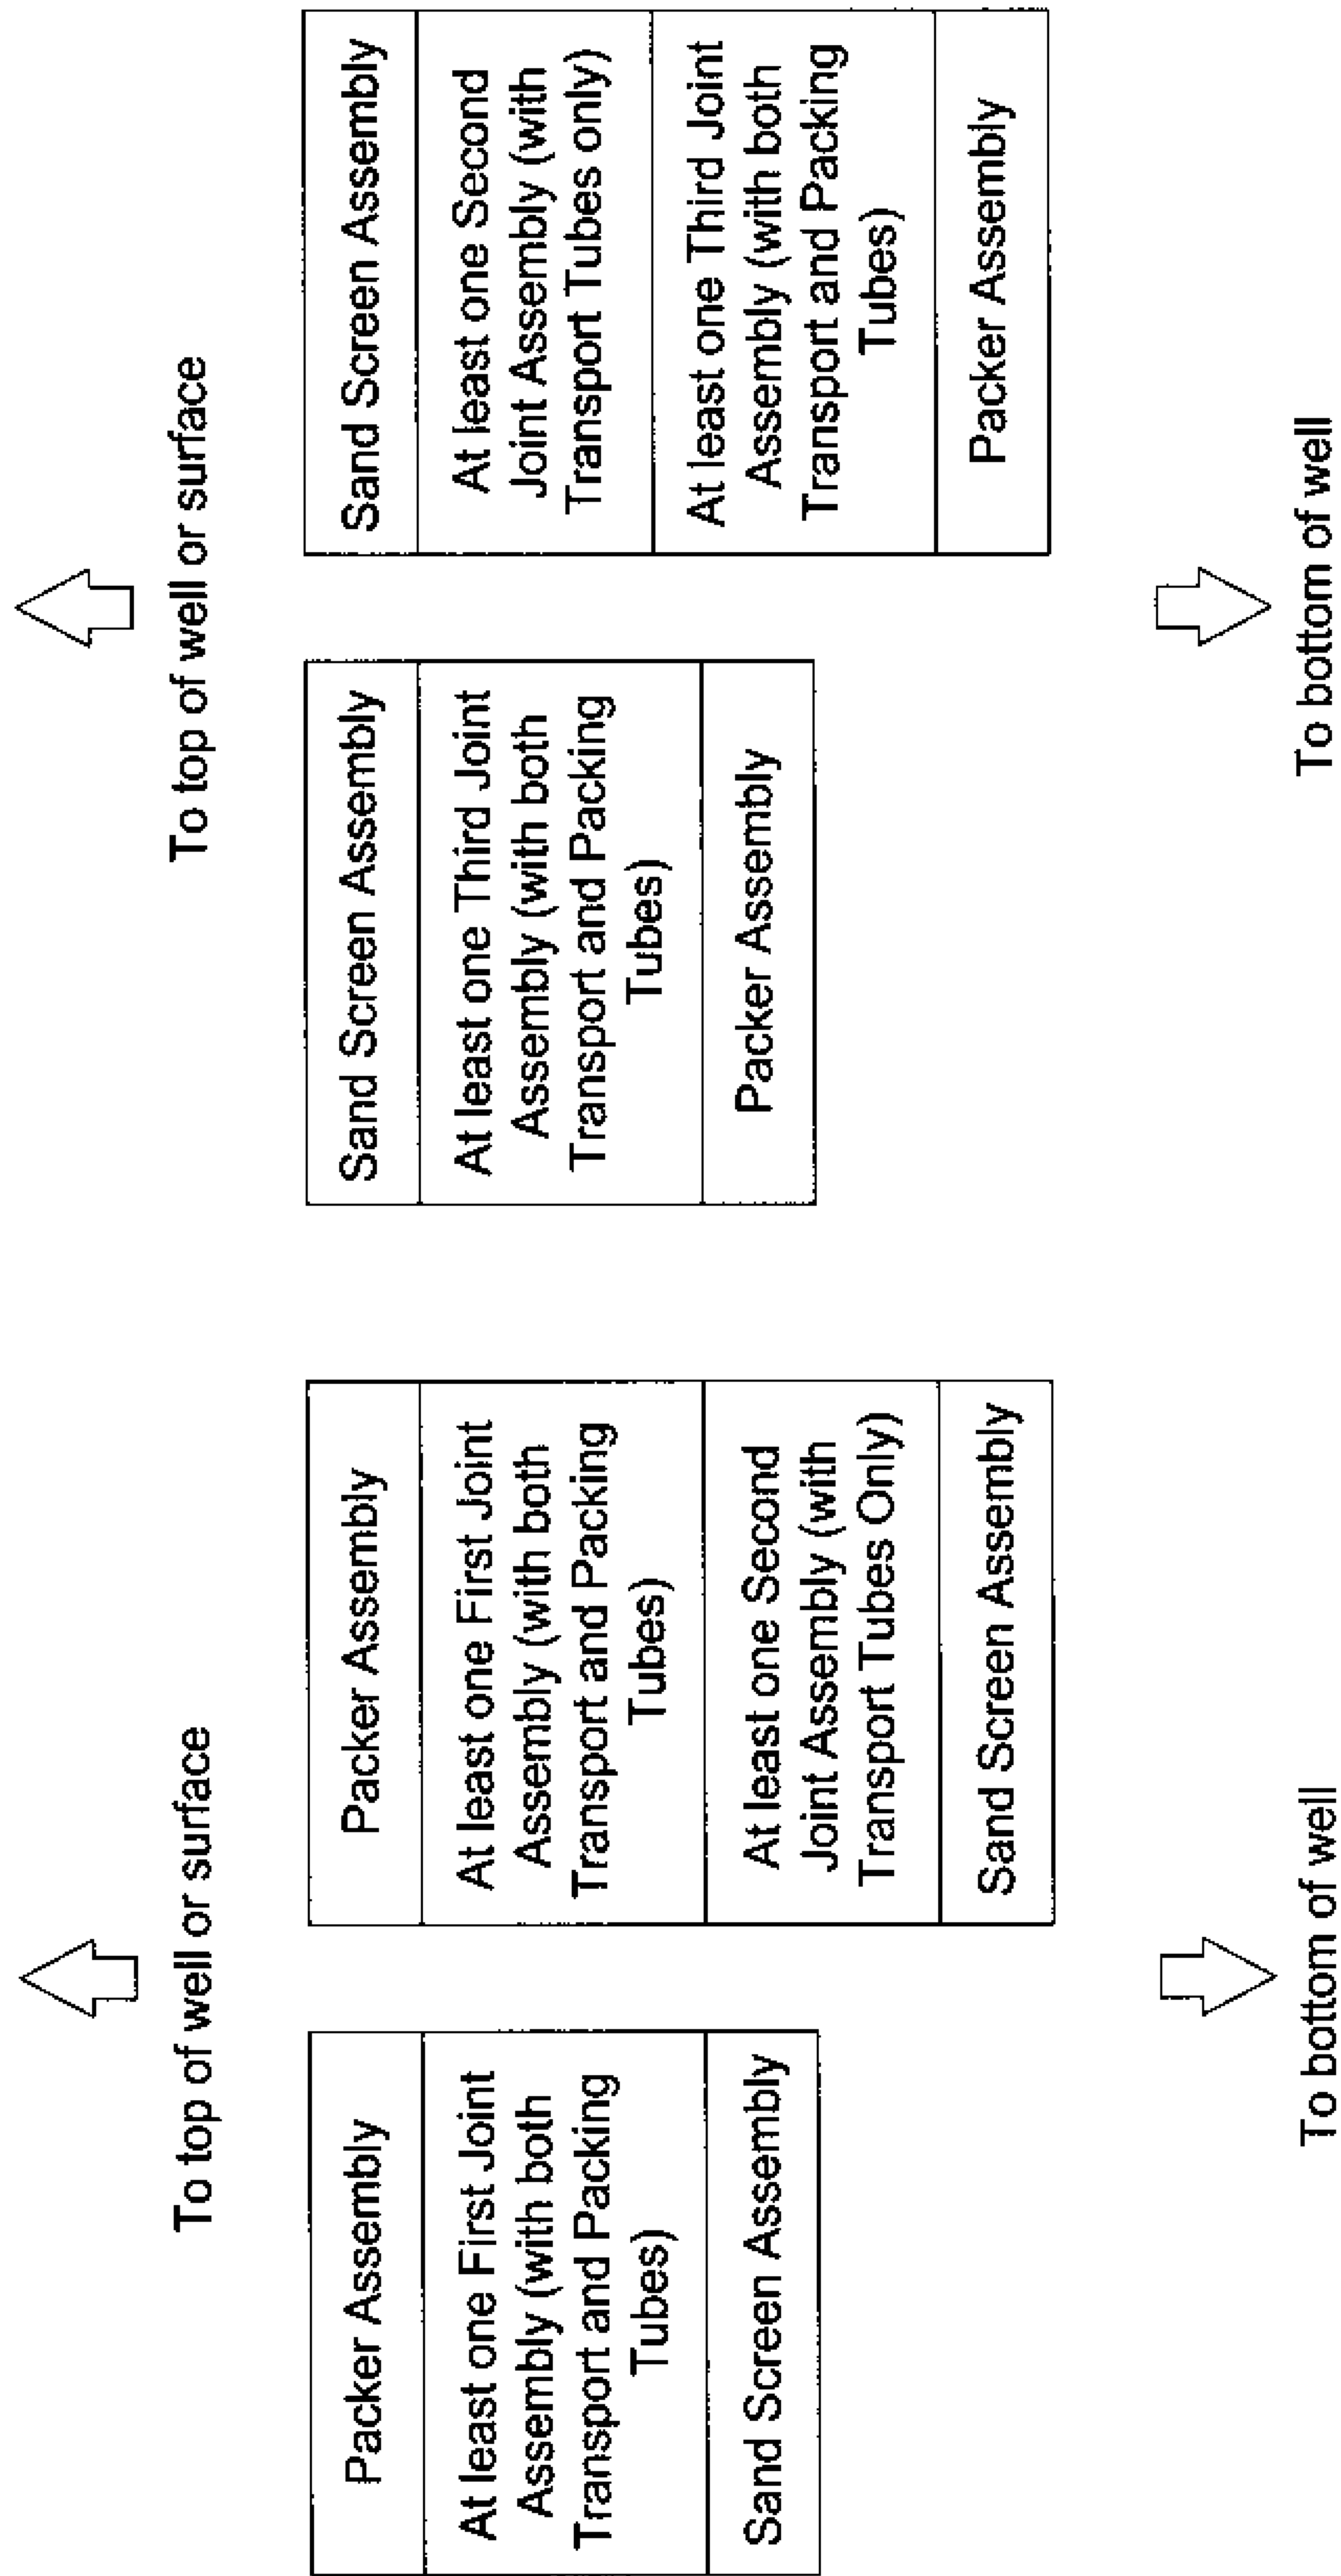 To top of well or surface
Packer Assembly
At least one First Joint
Assembly (with both
Transport and Packing
Tubes)
Sand Screen Assembly
Packer Assembly
At least one First Joint
Assembly (with both
Transport and Packing
Tubes)
At least one Second
Joint Assembly (with
Transport Tubes Only)
Sand Screen Assembly
To bottom of well
To top of well or surface
Sand Screen Assembly
At least one Third Joint
Assembly (with both
Transport and Packing
Tubes)
Packer Assembly
Sand Screen Assembly
At least one Second
Joint Assembly (with
Transport Tubes only)
At least one Third Joint
Assembly (with both
Transport and Packing
Tubes)
Packer Assembly
To bottom of well